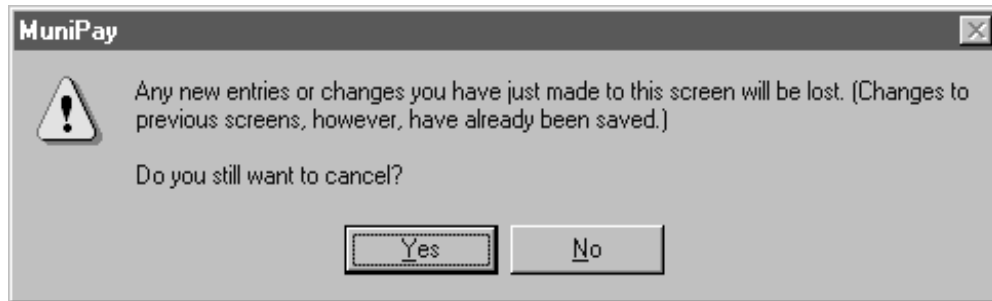 MuniPay
Any new entries or changes you have just made to this screen will be lost. (Changes to
previous screens, however, have already been saved.)
Do you still want to cancel?
Yes No